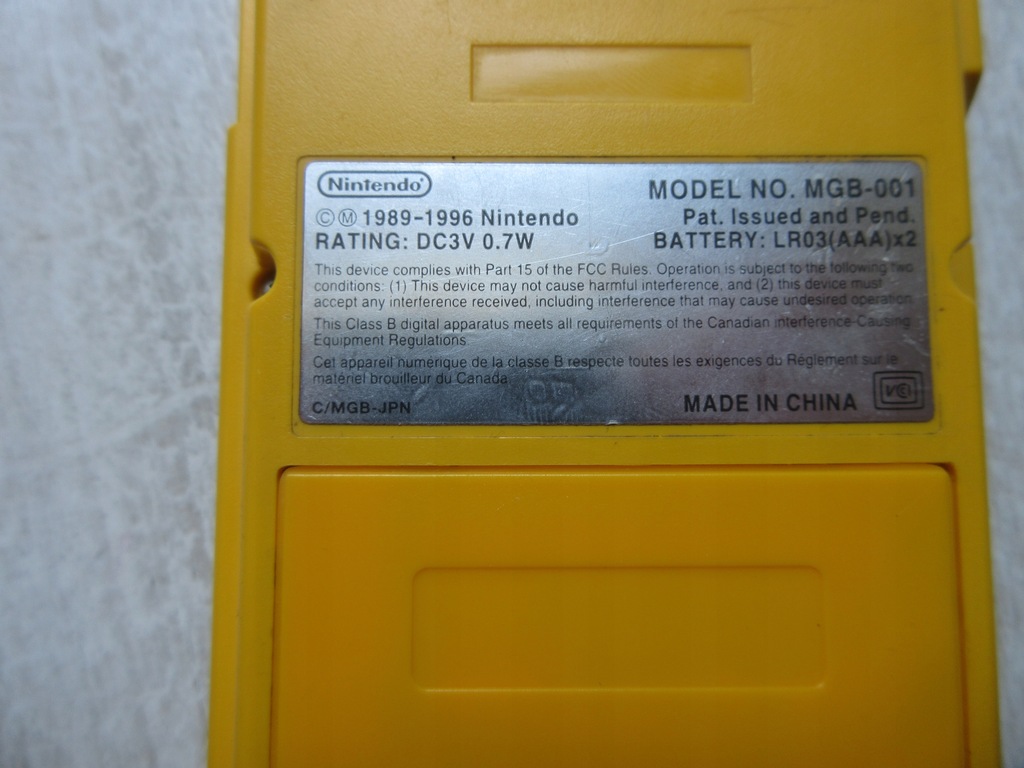 Nintendo
MODEL NO. MGB-001
©Ⓜ 1989-1996 Nintendo
Pat. Issued and Pend.
RATING: DC3V 0.7W
BATTERY: LR03(AAA)x2
This device complies with Part 15 of the FCC Rules. Operation is subject to the following two
conditions: (1) This device may not cause harmful interference, and (2) this device must
accept any interference received, including interference that may cause undesired operation.
This Class B digital apparatus meets all requirements of the Canadian Interference-Causing
Equipment Regulations.
Cet appareil numérique de la classe B respecte toutes les exigences du Règlement sur le
matériel brouilleur du Canada
C/MGB-JPN
MADE IN CHINA
VCI